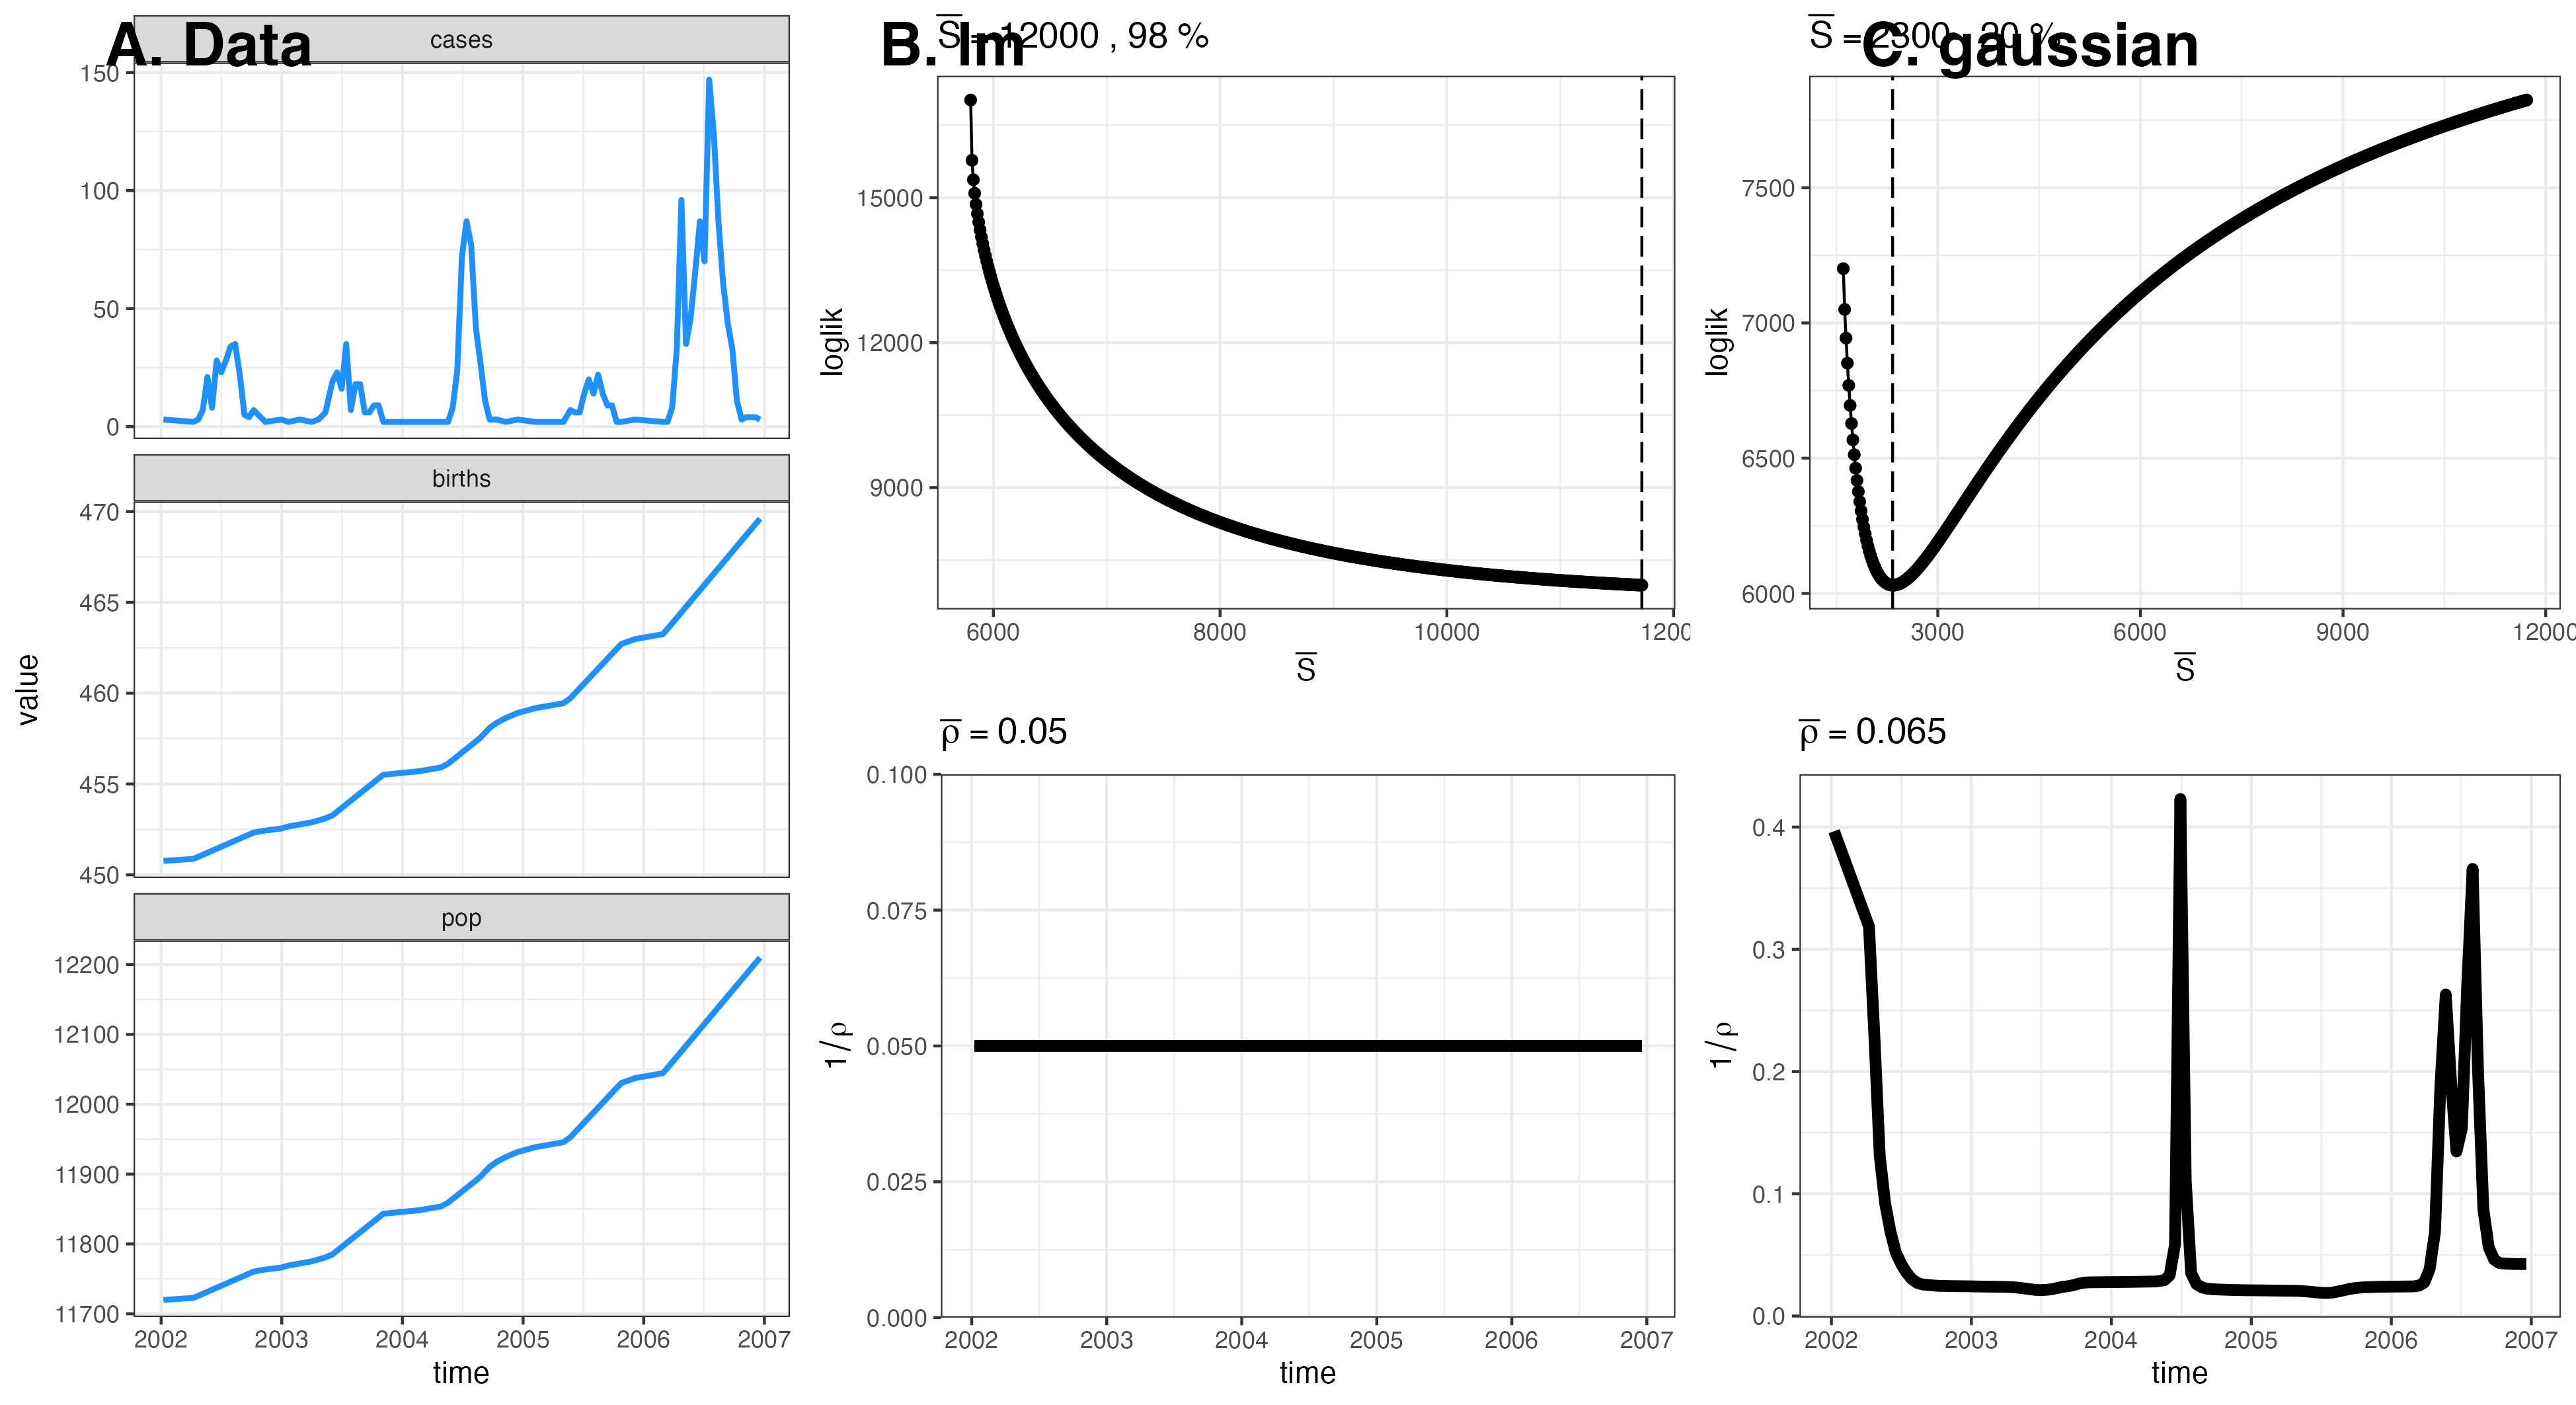 A. Data
cases
150
100
50
0
births
470
465
460
455
450
pop
12200
12100
12000
11900
11800
11700
2002 2003 2004 2005 2006 2007
value
time
B. lm
S̅ = 12000 , 98 %
15000
12000
9000
loglik
6000 8000 10000 1200
S̅
ρ̅ = 0.05
0.100
0.075
0.050
0.025
0.000
1/ρ
2002 2003 2004 2005 2006 2007
time
C. gaussian
S̅ = 2300 , 20 %
7500
7000
6500
6000
loglik
3000 6000 9000 12000
S̅
ρ̅ = 0.065
0.4
0.3
0.2
0.1
0.0
1/ρ
2002 2003 2004 2005 2006 2007
time